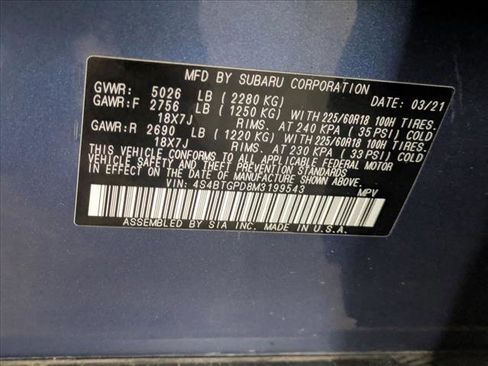 MFD BY SUBARU CORPORATION
GVWR: 5026 LB ( 2280 KG) DATE: 03/21
GAWR:F 2756 LB ( 1250 KG) WITH 225/60R18 100H TIRES.
18X7J RIMS. AT 240 KPA ( 35 PSI) COLD
GAWR:R 2690 LB ( 1220 KG) WITH 225/60R18 100H TIRES.
18X7J RIMS. AT 230 KPA ( 33 PSI) COLD
THIS VEHICLE CONFORMS TO ALL APPLICABLE FEDERAL MOTOR
VEHICLE SAFETY AND THEFT PREVENTION STANDARDS
IN EFFECT ON THE DATE OF MANUFACTURE SHOWN ABOVE.
VIN: 4S4BTGPD8M3199543 MPV
ASSEMBLED BY SIA INC. MADE IN U.S.A.